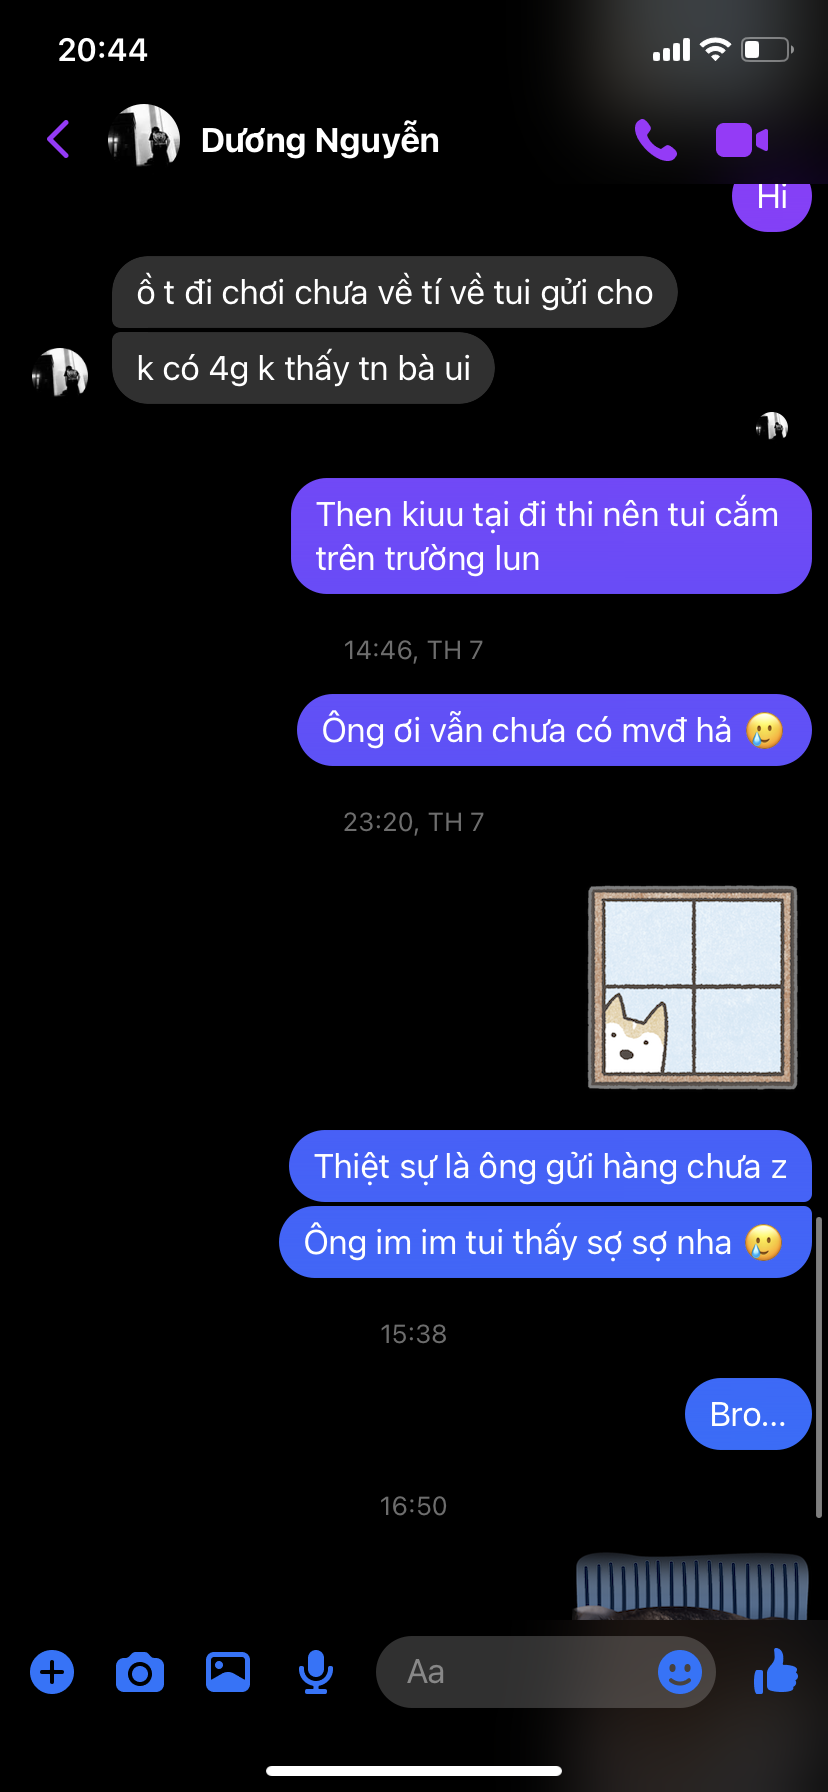 20:44
Dương Nguyễn
Hi
ồ t đi chơi chưa về tí về tui gửi cho
k có 4g k thấy tn bà ui
Then kiuu tại đi thi nên tui cắm
trên trường lun
14:46, TH 7
Ông ơi vẫn chưa có mvđ hả 🥲
23:20, TH 7
Thiệt sự là ông gửi hàng chưa z
Ông im im tui thấy sợ sợ nha 🥲
15:38
Bro...
16:50
Aa